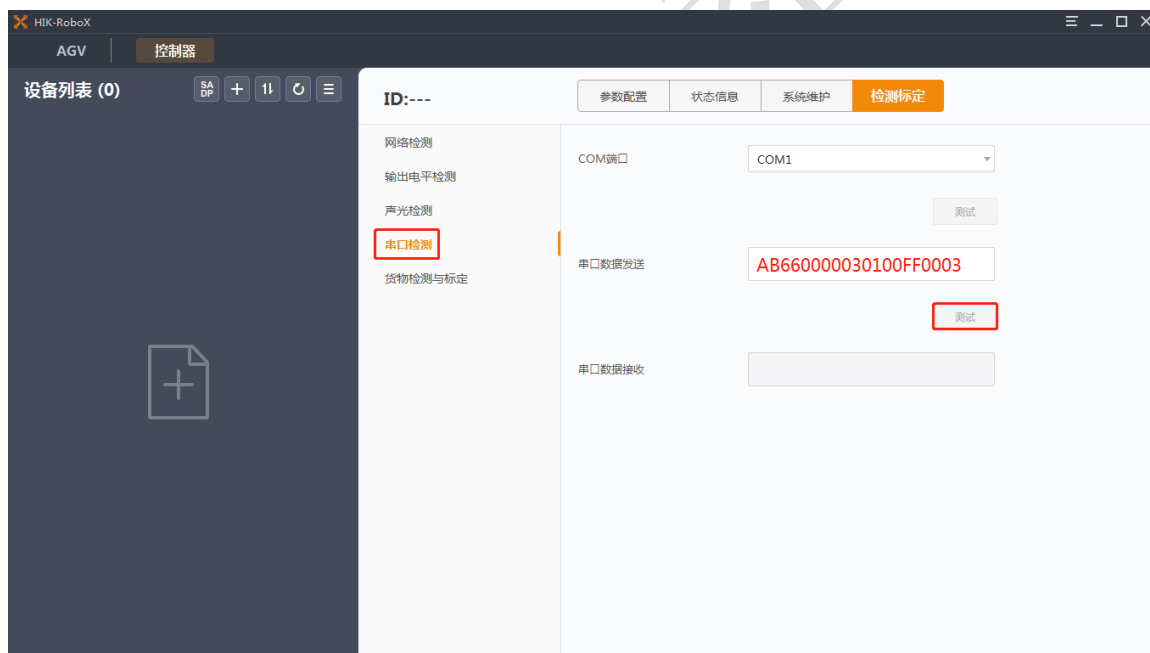 HIK-RoboX
AGV 控制器
设备列表 (0)
SA
DP
ID:---
参数配置 状态信息 系统维护 检测标定
网络检测
输出电平检测
声光检测
串口检测
货物检测与标定
COM端口 COM1
测试
串口数据发送 AB660000030100FF0003
测试
串口数据接收